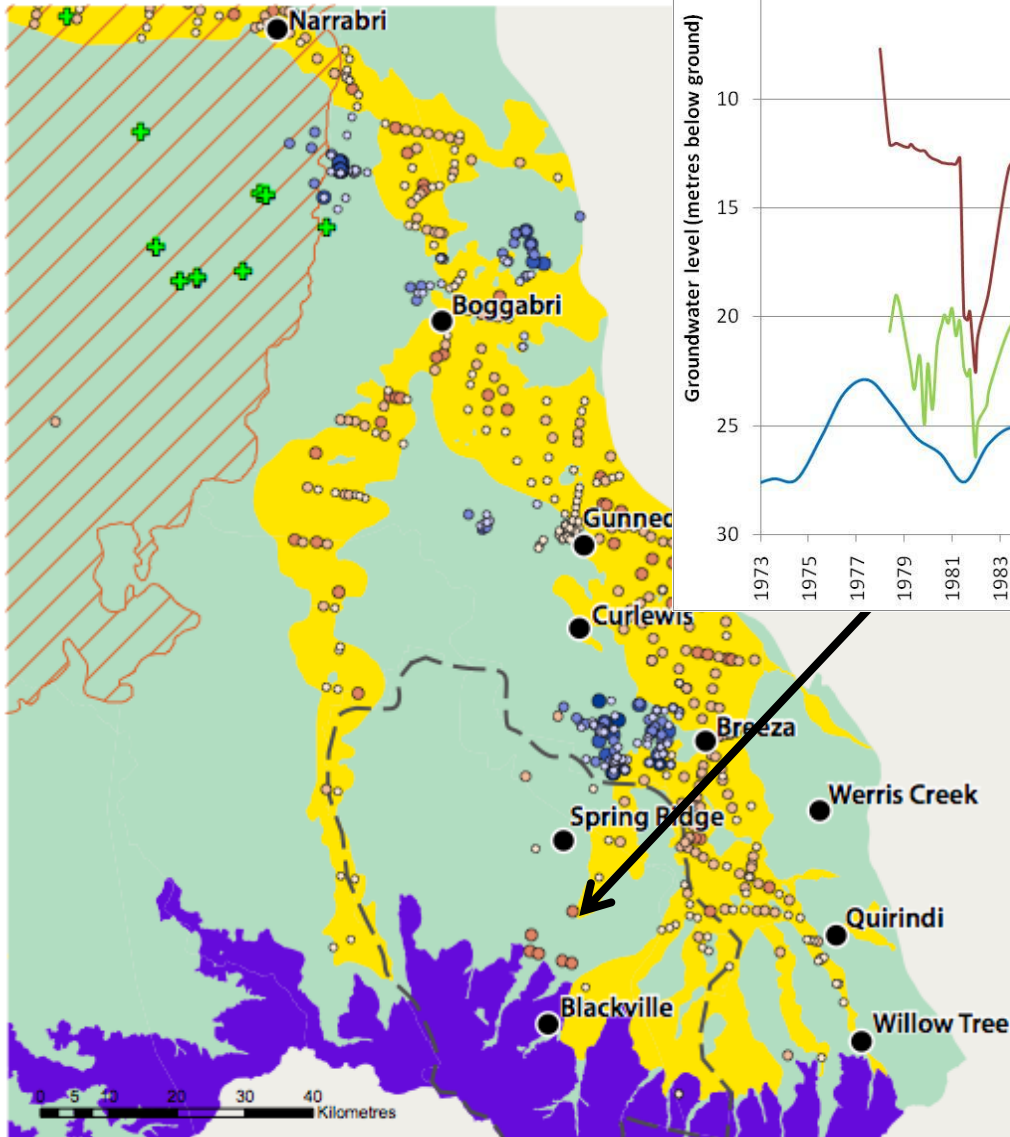 Narrabri
Boggabri
Gunnec
Curlewis
Breeza
Werris Creek
Spring Ridge
Quirindi
Blackville
Willow Tree
0 5 10 20 30 40
Kilometres
Groundwater level (metres below ground)
10
15
20
25
30
1973
1975
1977
1979
1981
1983